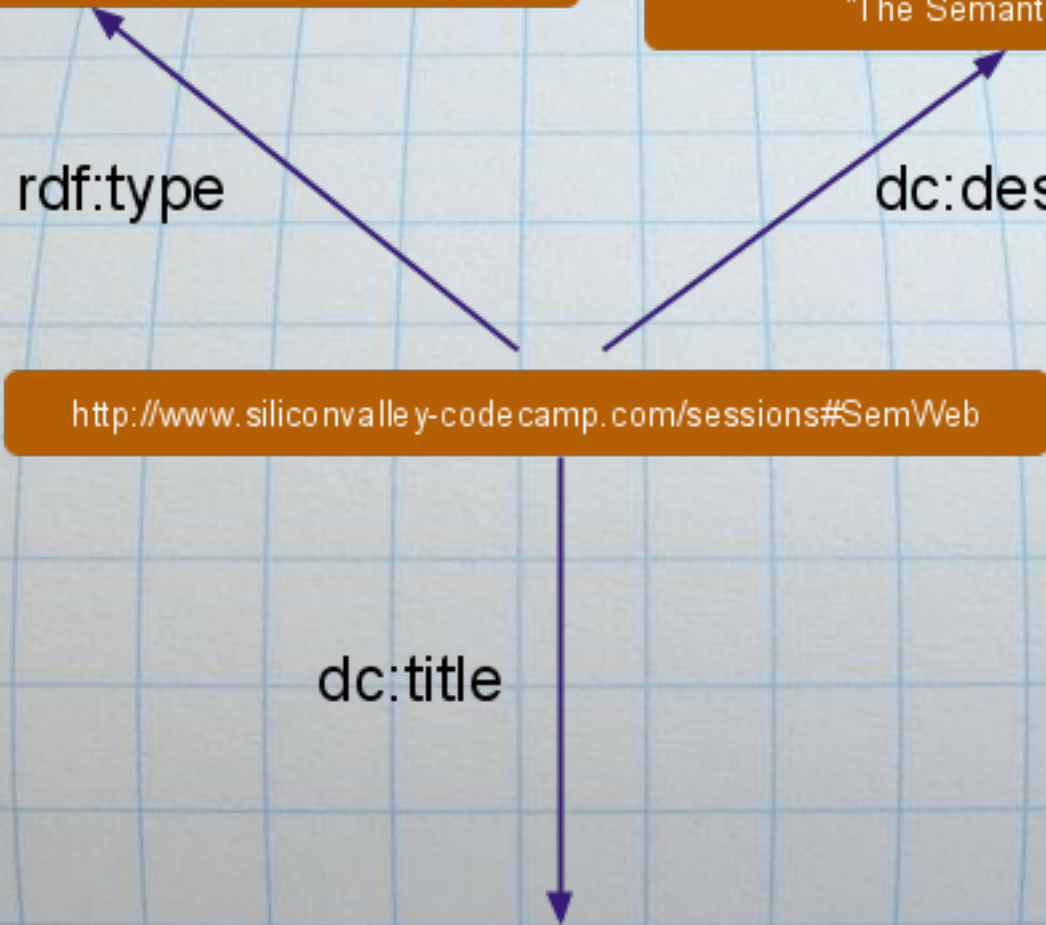 "The Semant
rdf:type
dc:des
http://www.siliconvalley-codecamp.com/sessions#SemWeb
dc:title